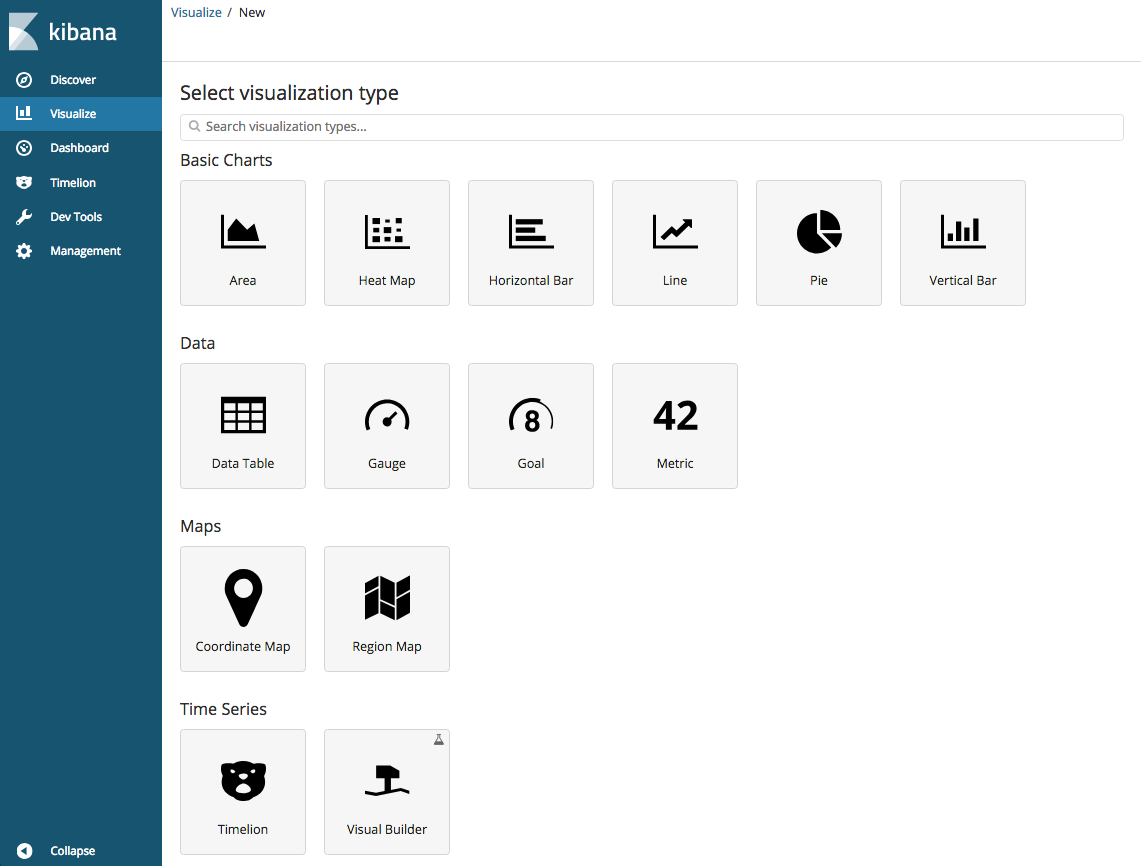 kibana
Discover
Visualize
Dashboard
Timelion
Dev Tools
Management
Collapse
Visualize / New
Select visualization type
Search visualization types...
Basic Charts
Area
Heat Map
Horizontal Bar
Line
Pie
Vertical Bar
Data
Data Table
8
Gauge
Goal
42
Metric
Maps
Coordinate Map
Region Map
Time Series
Timelion
Visual Builder